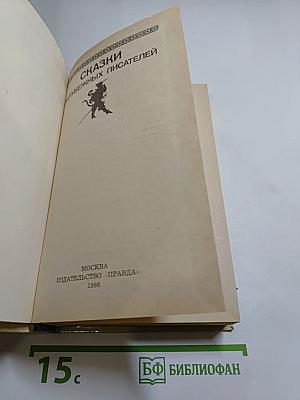 СКАЗКИ
ЗАРУБЕЖНЫХ ПИСАТЕЛЕЙ
МОСКВА
ИЗДАТЕЛЬСТВО «ПРАВДА»
1986
15с
БФ БИБЛИОФАН